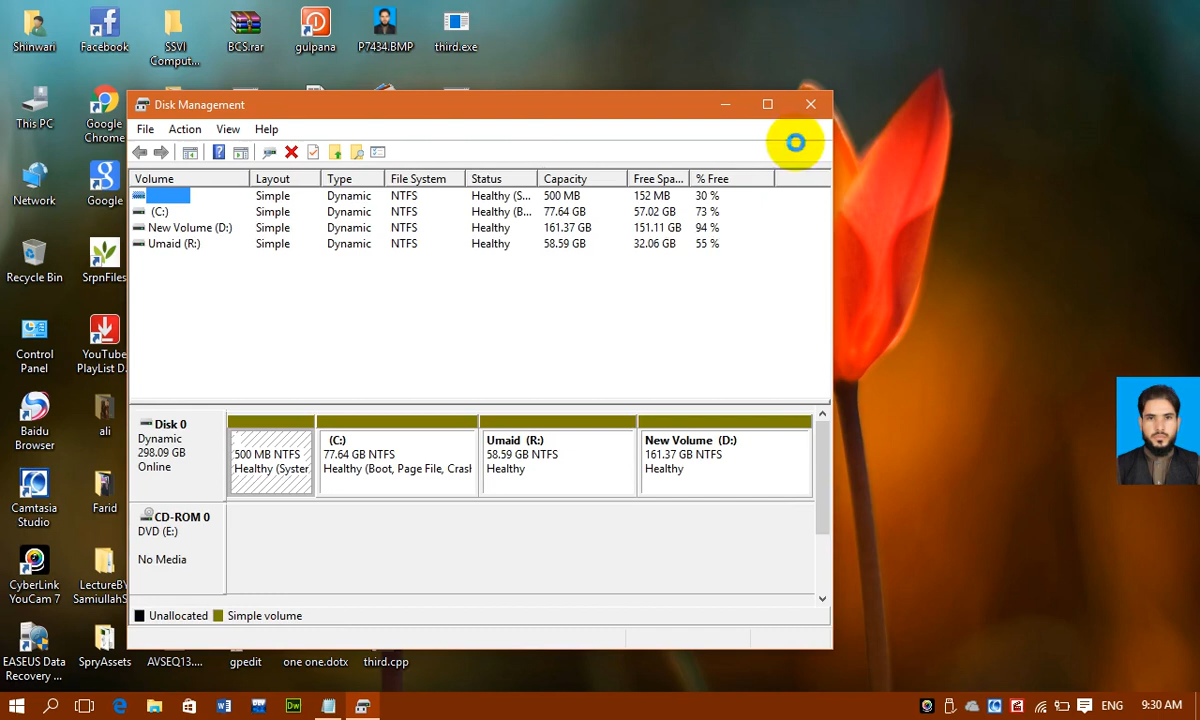 Shinwari
Facebook
SSVI
Comput...
BCS.rar
gulpana
P7434.BMP
third.exe
This PC
Google
Chrome
Network
Google
Recycle Bin
SrpnFiles
Control
Panel
YouTube
PlayList D.
Baidu
Browser
ali
Camtasia
Studio
Farid
CyberLink
YouCam 7
LectureBY
SamiullahS
EASEUS Data
Recovery ...
SpryAssets
AVSEQ13....
gpedit
one one.dotx
third.cpp
Disk Management
File Action View Help
Volume Layout Type File System Status Capacity Free Spa... % Free
Simple Dynamic NTFS Healthy (S... 500 MB 152 MB 30 %
(C:) Simple Dynamic NTFS Healthy (B... 77.64 GB 57.02 GB 73 %
New Volume (D:) Simple Dynamic NTFS Healthy 161.37 GB 151.11 GB 94 %
Umaid (R:) Simple Dynamic NTFS Healthy 58.59 GB 32.06 GB 55 %
Disk 0
Dynamic
298.09 GB
Online
500 MB NTFS
Healthy (Syster
(C:)
77.64 GB NTFS
Healthy (Boot, Page File, Crash
Umaid (R:)
58.59 GB NTFS
Healthy
New Volume (D:)
161.37 GB NTFS
Healthy
CD-ROM 0
DVD (E:)
No Media
Unallocated Simple volume
Dw
ENG 9:30 AM